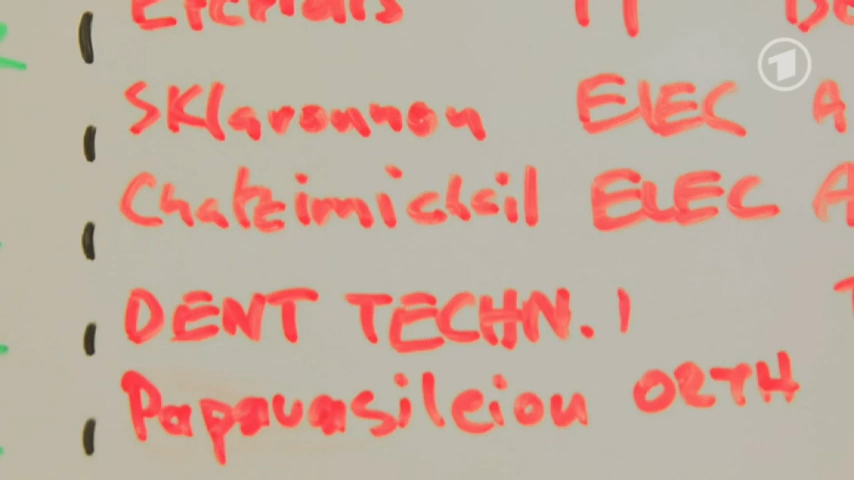 SKlavounou ELEC A
Chatzimichail ELEC A
DENT TECHN. 1 T
Papavasileiou ORTH